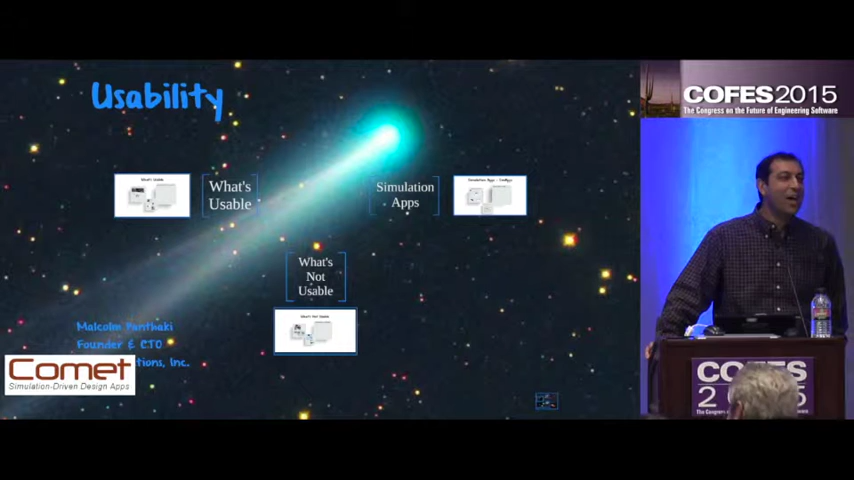 Usability
COFES2015
The Congress on the Future of Engineering Software
What's
Usable
Simulation
Apps
What's
Not
Usable
Malcolm Panthaki
Founder & CTO
tions, Inc.
Comet
Simulation-Driven Design Apps
COFES
2